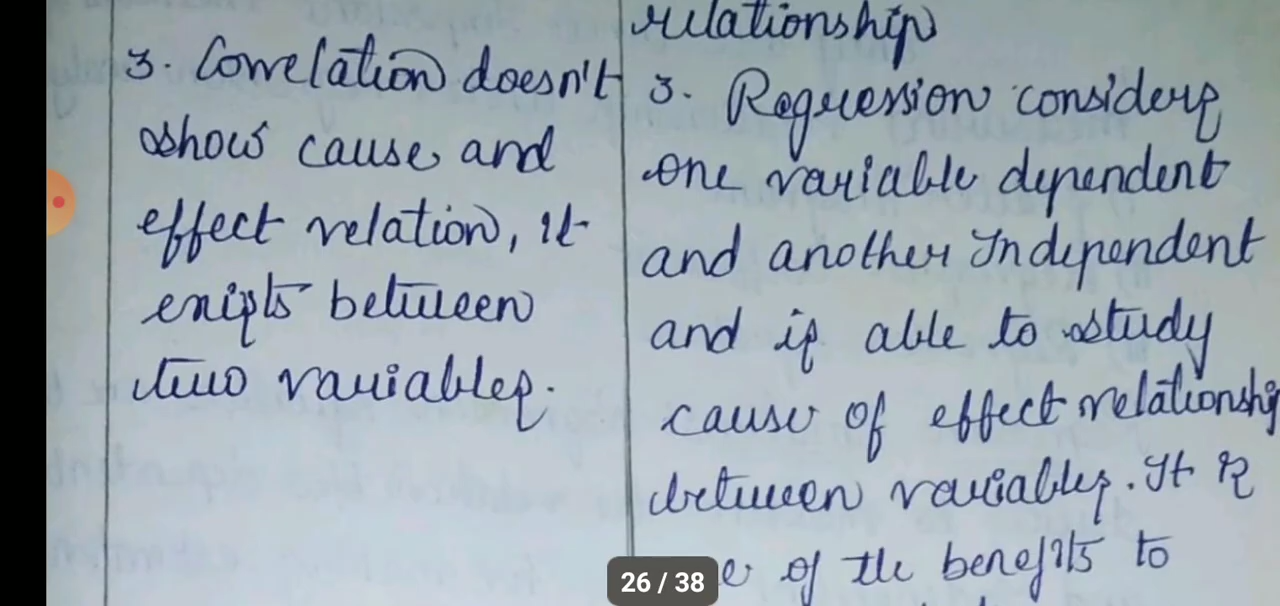 3. Correlation doesn't
show cause and
effect relation, it
exists between
two variables.
relationship
3. Regression considers
one variable dependent
and another Independent
and is able to study
cause of effect relationship
between variables. It is
of the benefits to
26 / 38